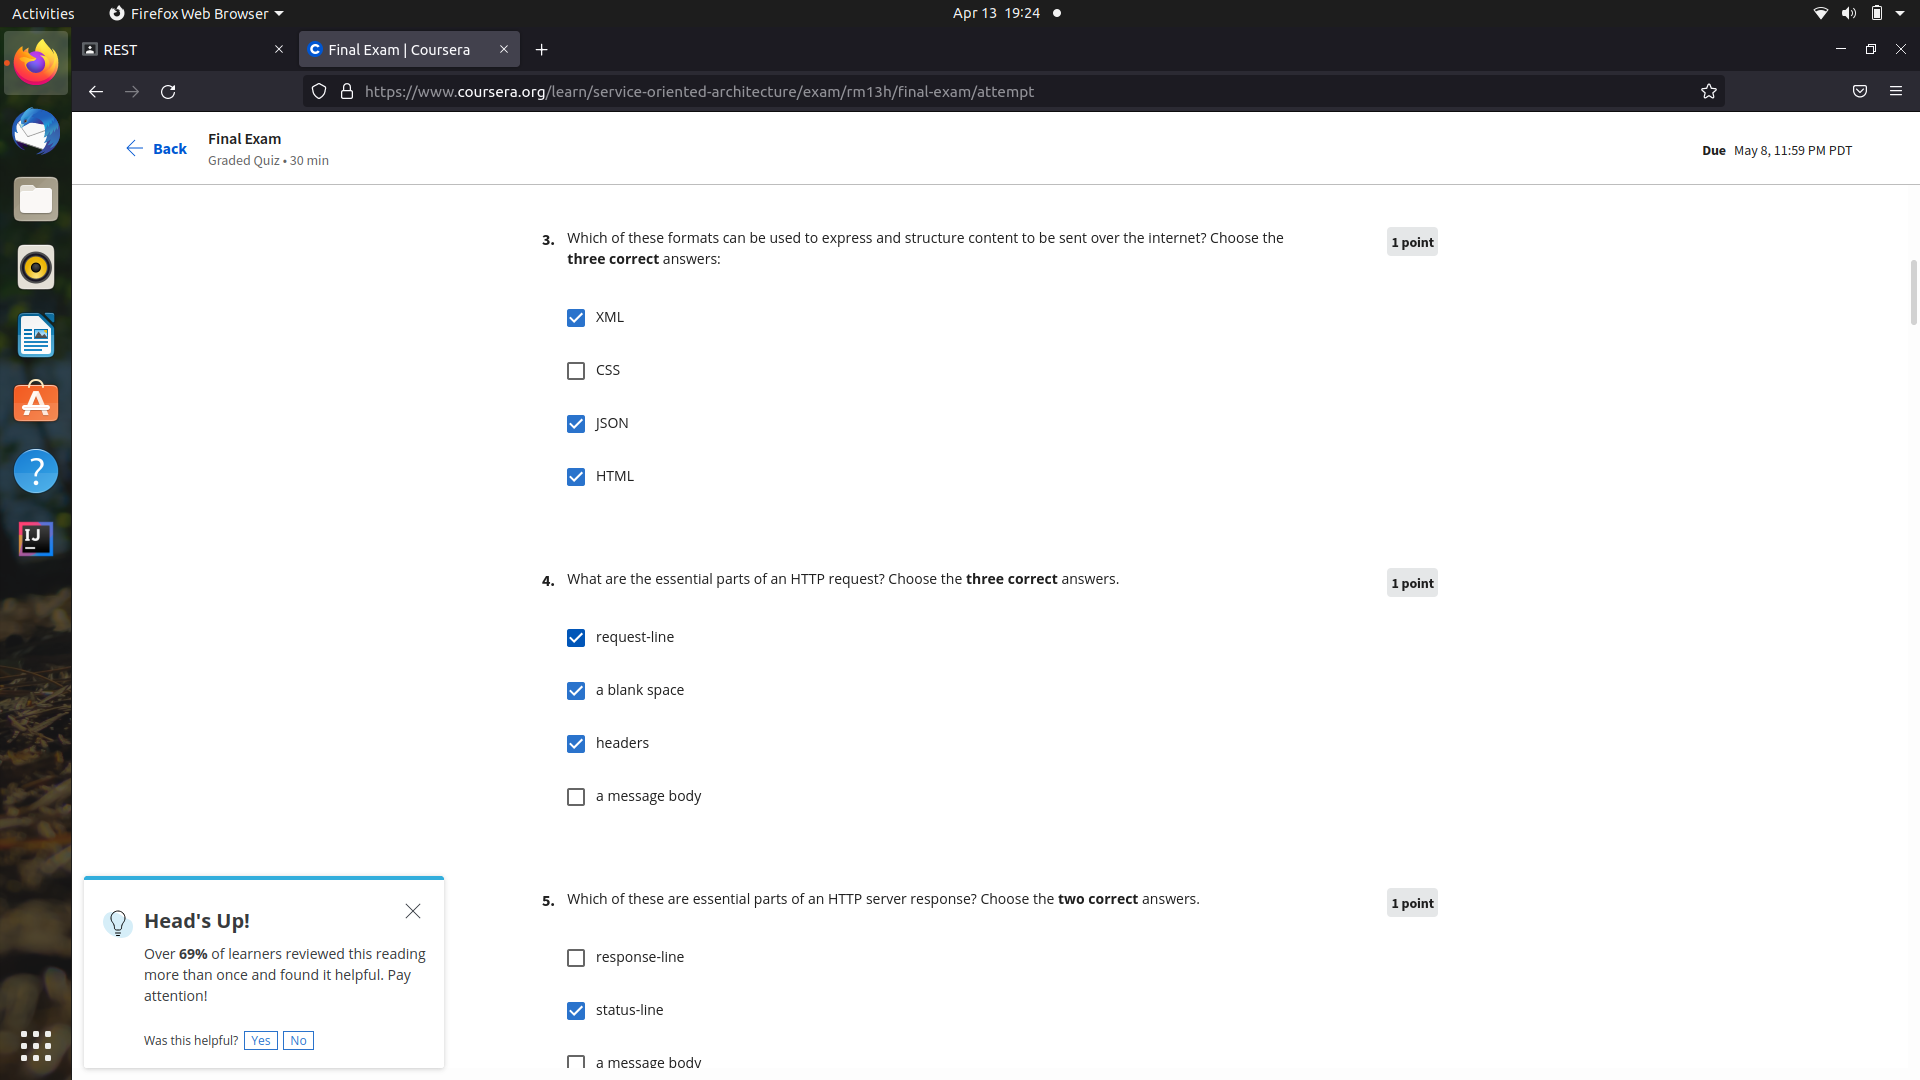 Activities
Firefox Web Browser
Apr 13 19:24
REST
Final Exam | Coursera
https://www.coursera.org/learn/service-oriented-architecture/exam/rm13h/final-exam/attempt
Back
Final Exam
Graded Quiz • 30 min
Due May 8, 11:59 PM PDT
3. Which of these formats can be used to express and structure content to be sent over the internet? Choose the
three correct answers:
1 point
XML
CSS
JSON
HTML
4. What are the essential parts of an HTTP request? Choose the three correct answers.
1 point
request-line
a blank space
headers
a message body
5. Which of these are essential parts of an HTTP server response? Choose the two correct answers.
1 point
response-line
status-line
a message body
Head's Up!
Over 69% of learners reviewed this reading
more than once and found it helpful. Pay
attention!
Was this helpful? Yes No
IJ